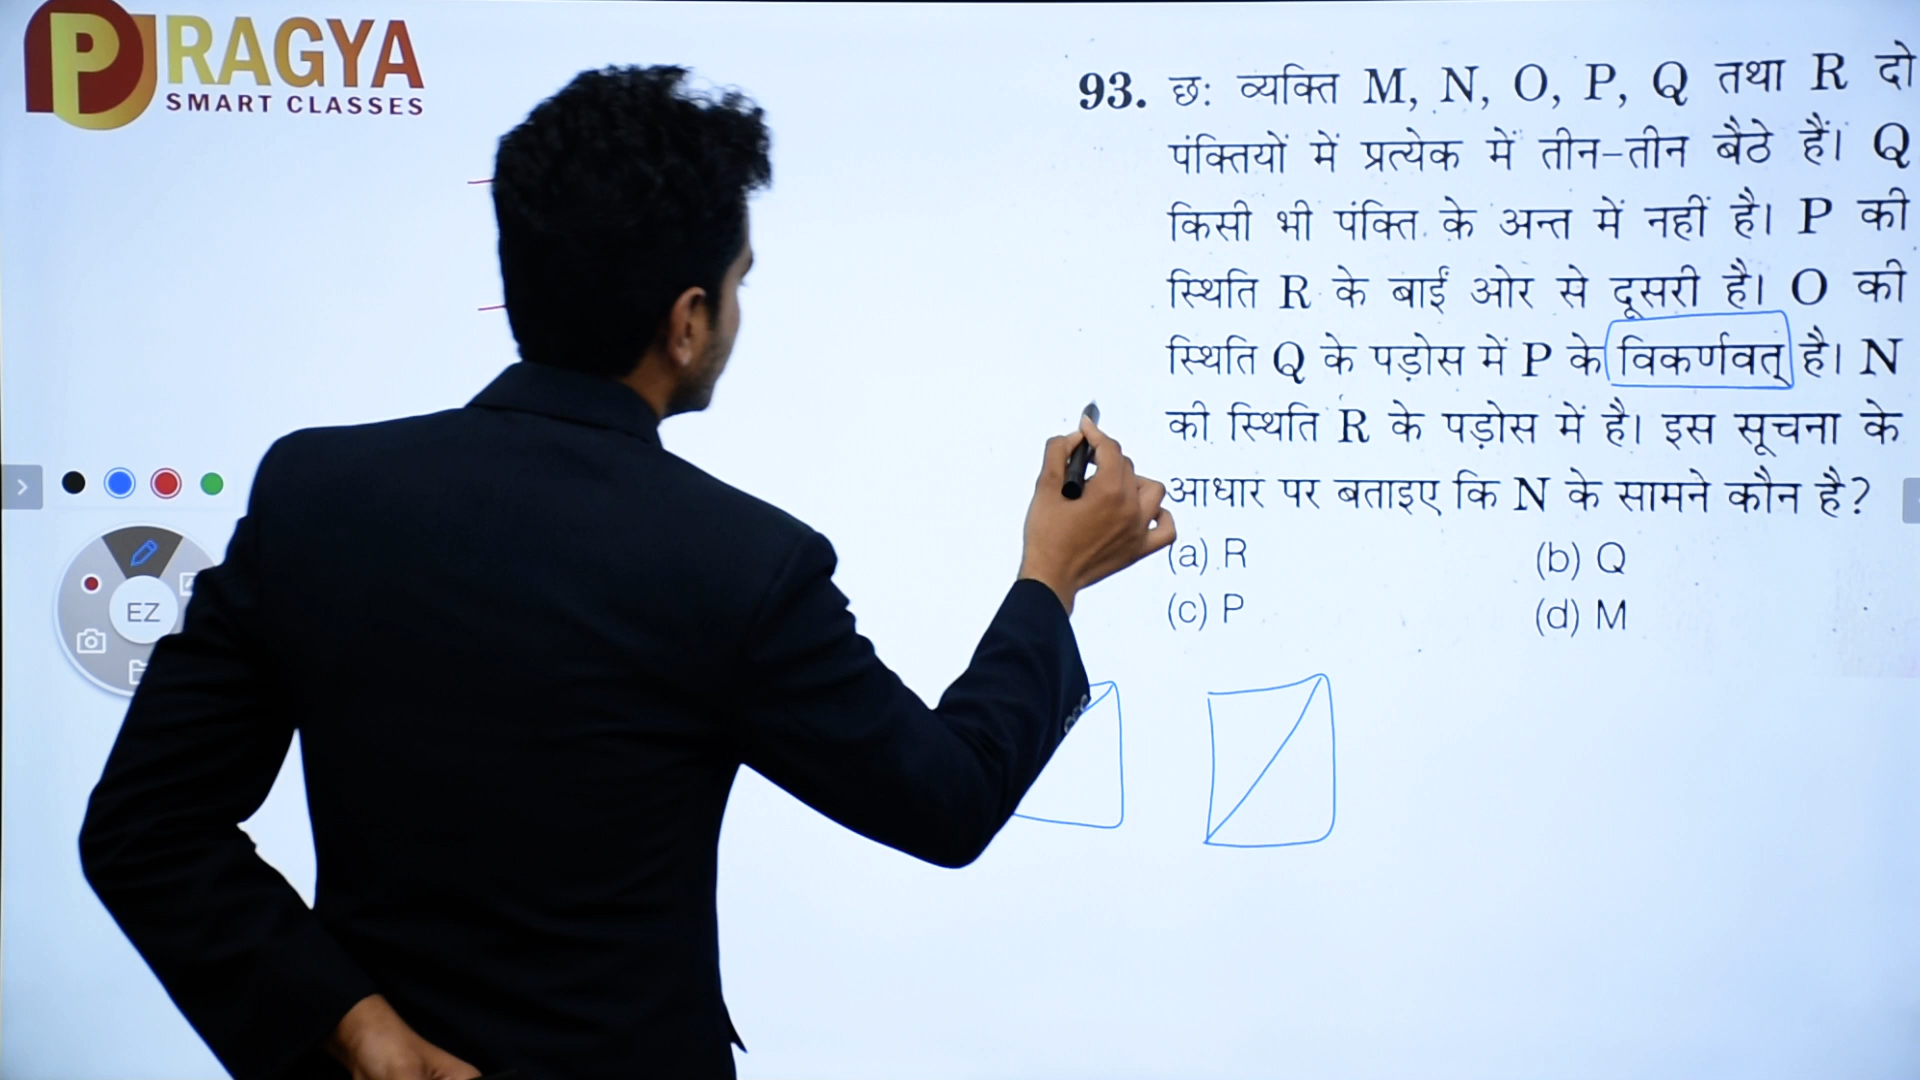 PRAGYA
SMART CLASSES
93. छः व्यक्ति M, N, O, P, Q तथा R दो
पंक्तियों में प्रत्येक में तीन-तीन बैठे हैं। Q
किसी भी पंक्ति के अन्त में नहीं है। P की
स्थिति R के बाईं ओर से दूसरी है। O की
स्थिति Q के पड़ोस में P के विकर्णवत् है। N
की स्थिति R के पड़ोस में है। इस सूचना के
आधार पर बताइए कि N के सामने कौन है?
(a) R (b) Q
(c) P (d) M
EZ